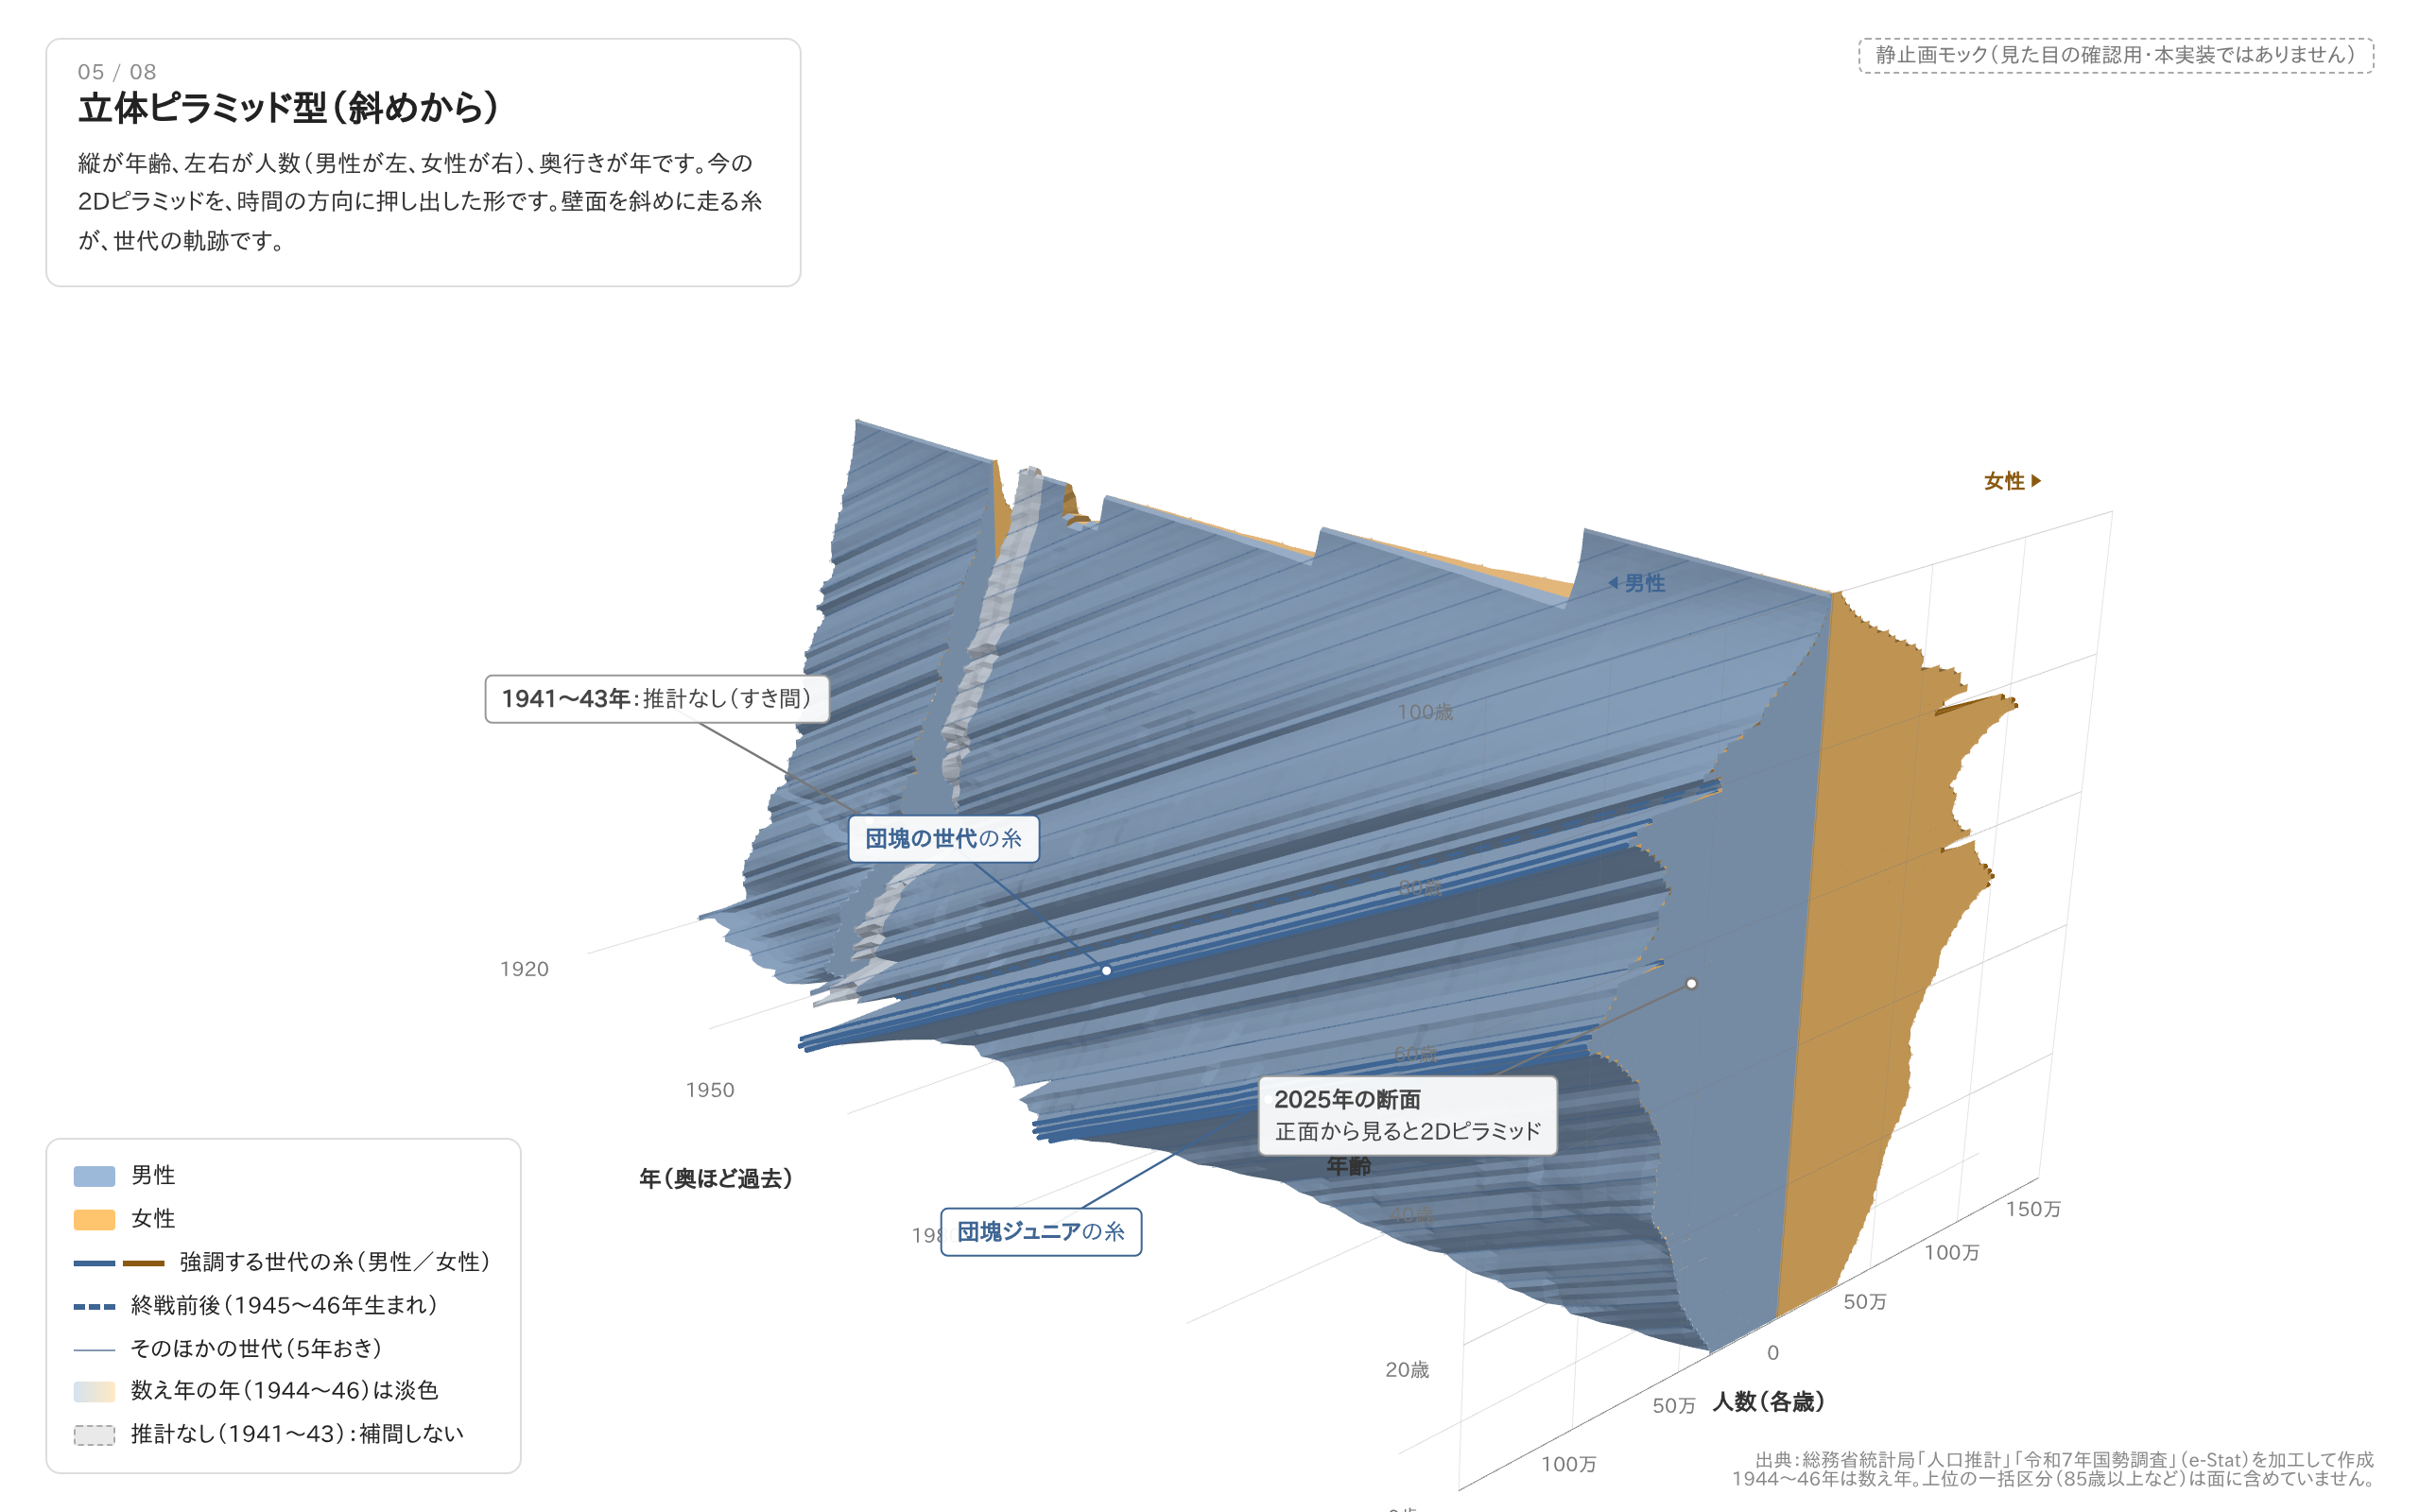 05 / 08
立体ピラミッド型（斜めから）
縦が年齢、左右が人数（男性が左、女性が右）、奥行きが年です。今の
2Dピラミッドを、時間の方向に押し出した形です。壁面を斜めに走る糸
が、世代の軌跡です。
静止画モック（見た目の確認用・本実装ではありません）
女性▶
◀男性
1941〜43年：推計なし（すき間）
100歳
団塊の世代の糸
80歳
1920
60歳
1950
2025年の断面
正面から見ると2Dピラミッド
年齢
年（奥ほど過去）
40歳
団塊ジュニアの糸
150万
100万
50万
0
20歳
50万
人数（各歳）
100万
男性
女性
強調する世代の糸（男性／女性）
終戦前後（1945〜46年生まれ）
そのほかの世代（5年おき）
数え年の年（1944〜46）は淡色
推計なし（1941〜43）：補間しない
出典：総務省統計局「人口推計」「令和7年国勢調査」（e-Stat）を加工して作成
1944〜46年は数え年。上位の一括区分（85歳以上など）は面に含めていません。